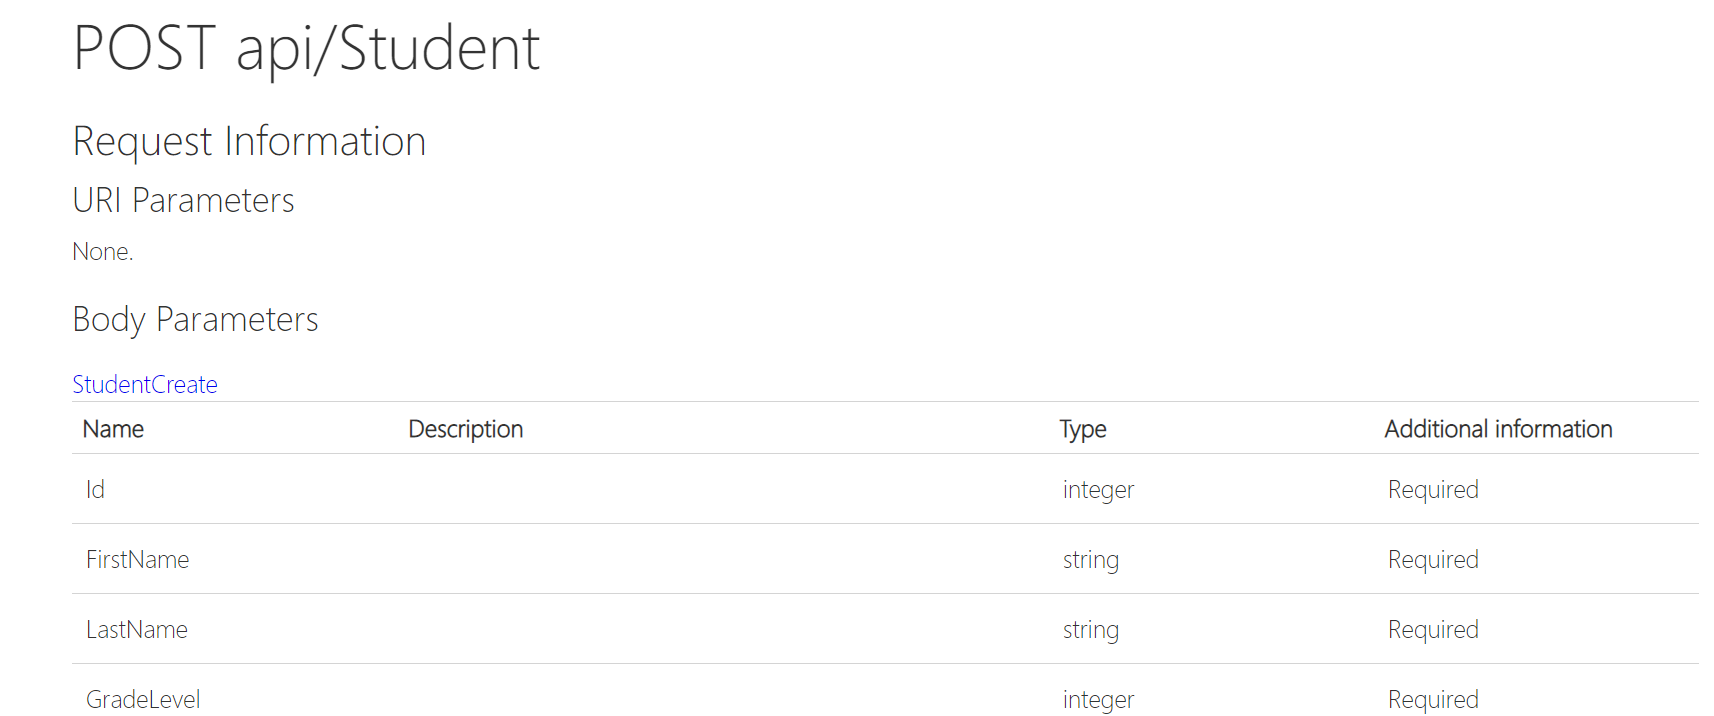 POST api/Student
Request Information
URI Parameters
None.
Body Parameters
StudentCreate
Name Description Type Additional information
Id integer Required
FirstName string Required
LastName string Required
GradeLevel integer Required